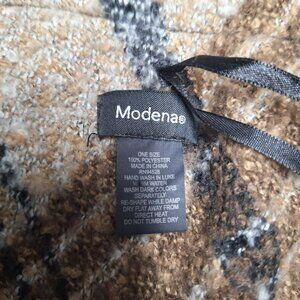 Modena®
ONE SIZE
100% POLYESTER
MADE IN CHINA
HAND WASH IN LUKE
WARM WATER
WASH DARK COLORS
SEPARATELY
RE-SHAPE WHILE DAMP
DRY FLAT AWAY FROM
DIRECT HEAT
DO NOT TUMBLE DRY